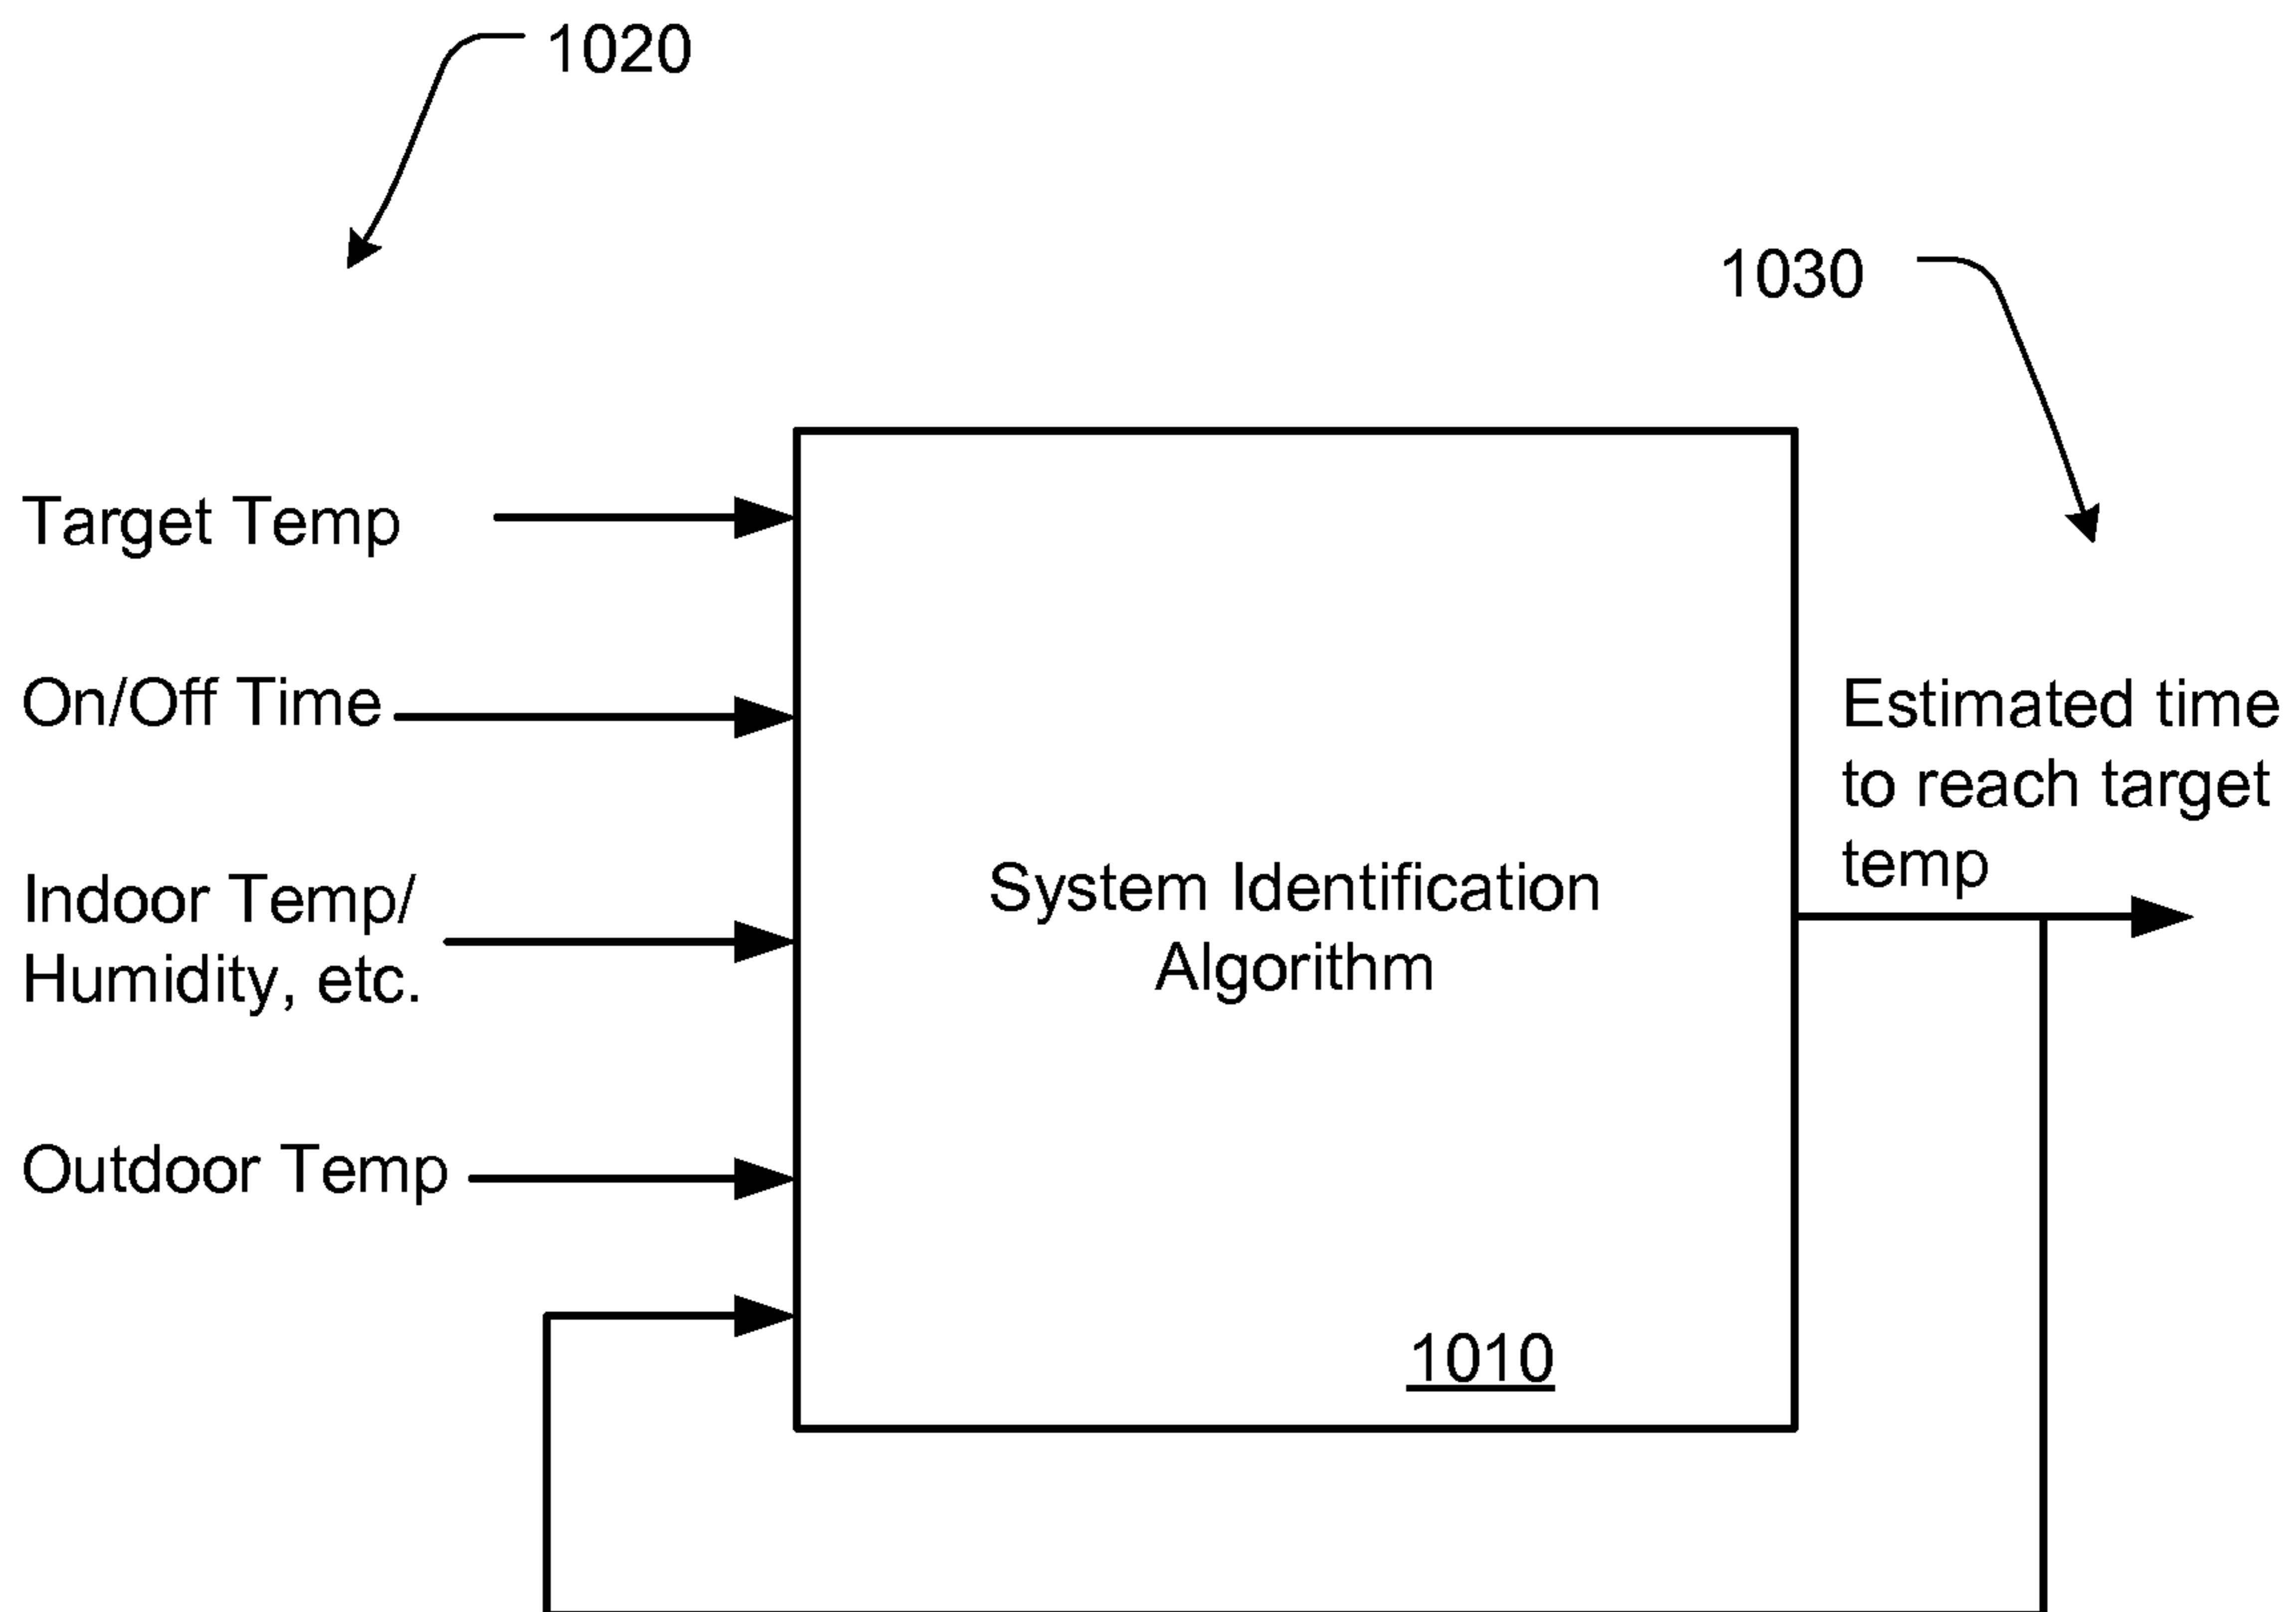 1020
1030
Target Temp
On/Off Time
Estimated time
to reach target
temp
Indoor Temp/
Humidity, etc.
System Identification
Algorithm
Outdoor Temp
1010